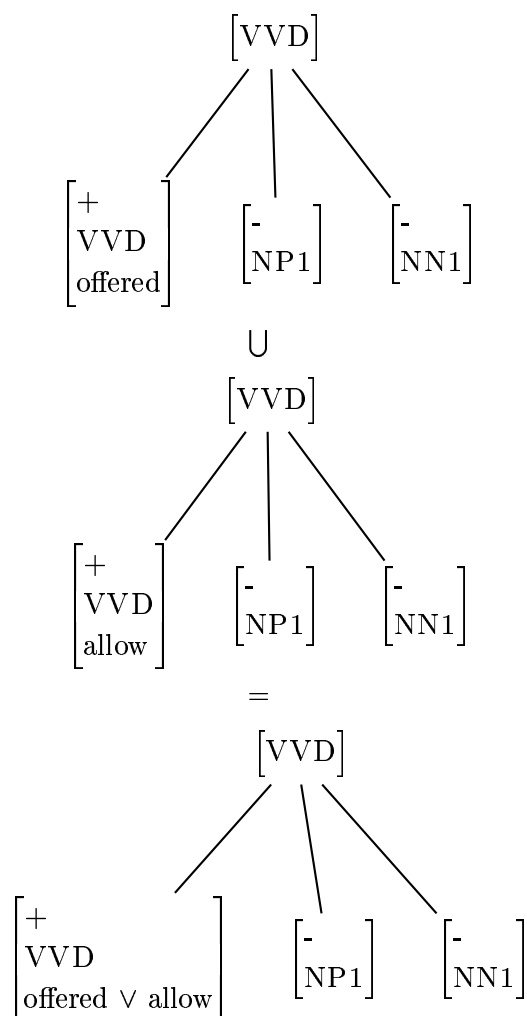 [VVD]
+
VVD
offered
-
NP1
-
NN1
∪
[VVD]
+
VVD
allow
-
NP1
-
NN1
=
[VVD]
+
VVD
offered ∨ allow
-
NP1
-
NN1